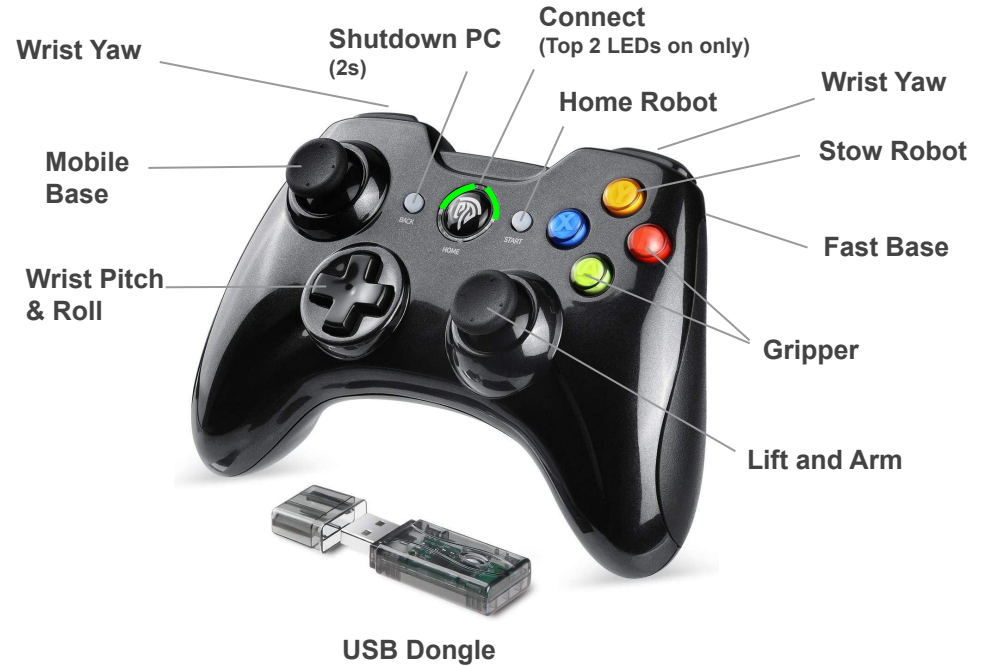 Connect
(Top 2 LEDs on only)
Shutdown PC
(2s)
Wrist Yaw
Home Robot
Wrist Yaw
Stow Robot
Mobile
Base
BACK
HOME
START
Y
X
B
A
Fast Base
Wrist Pitch
& Roll
Gripper
Lift and Arm
USB Dongle